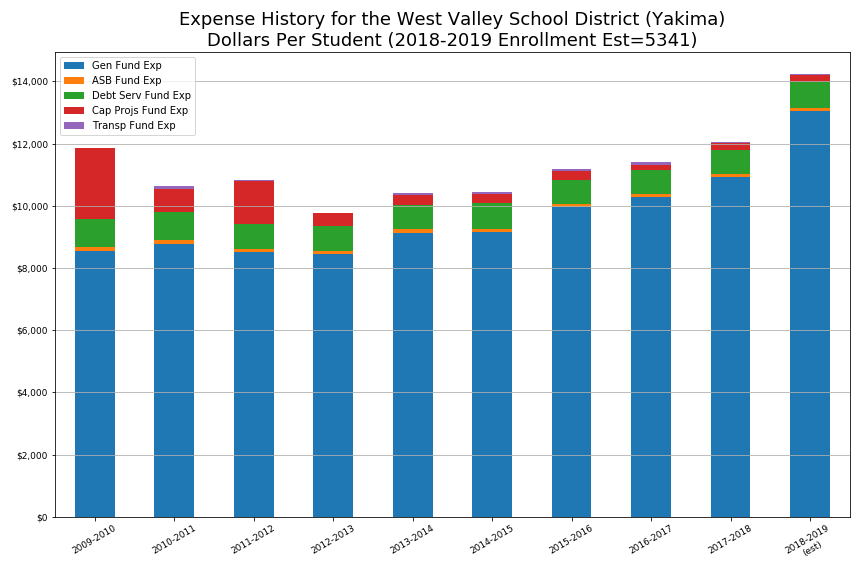 Expense History for the West Valley School District (Yakima)
Dollars Per Student (2018-2019 Enrollment Est=5341)
Gen Fund Exp
ASB Fund Exp
Debt Serv Fund Exp
Cap Projs Fund Exp
Transp Fund Exp
$14,000
$12,000
$10,000
$8,000
$6,000
$4,000
$2,000
$0
2009-2010
2010-2011
2011-2012
2012-2013
2013-2014
2014-2015
2015-2016
2016-2017
2017-2018
2018-2019
(est)